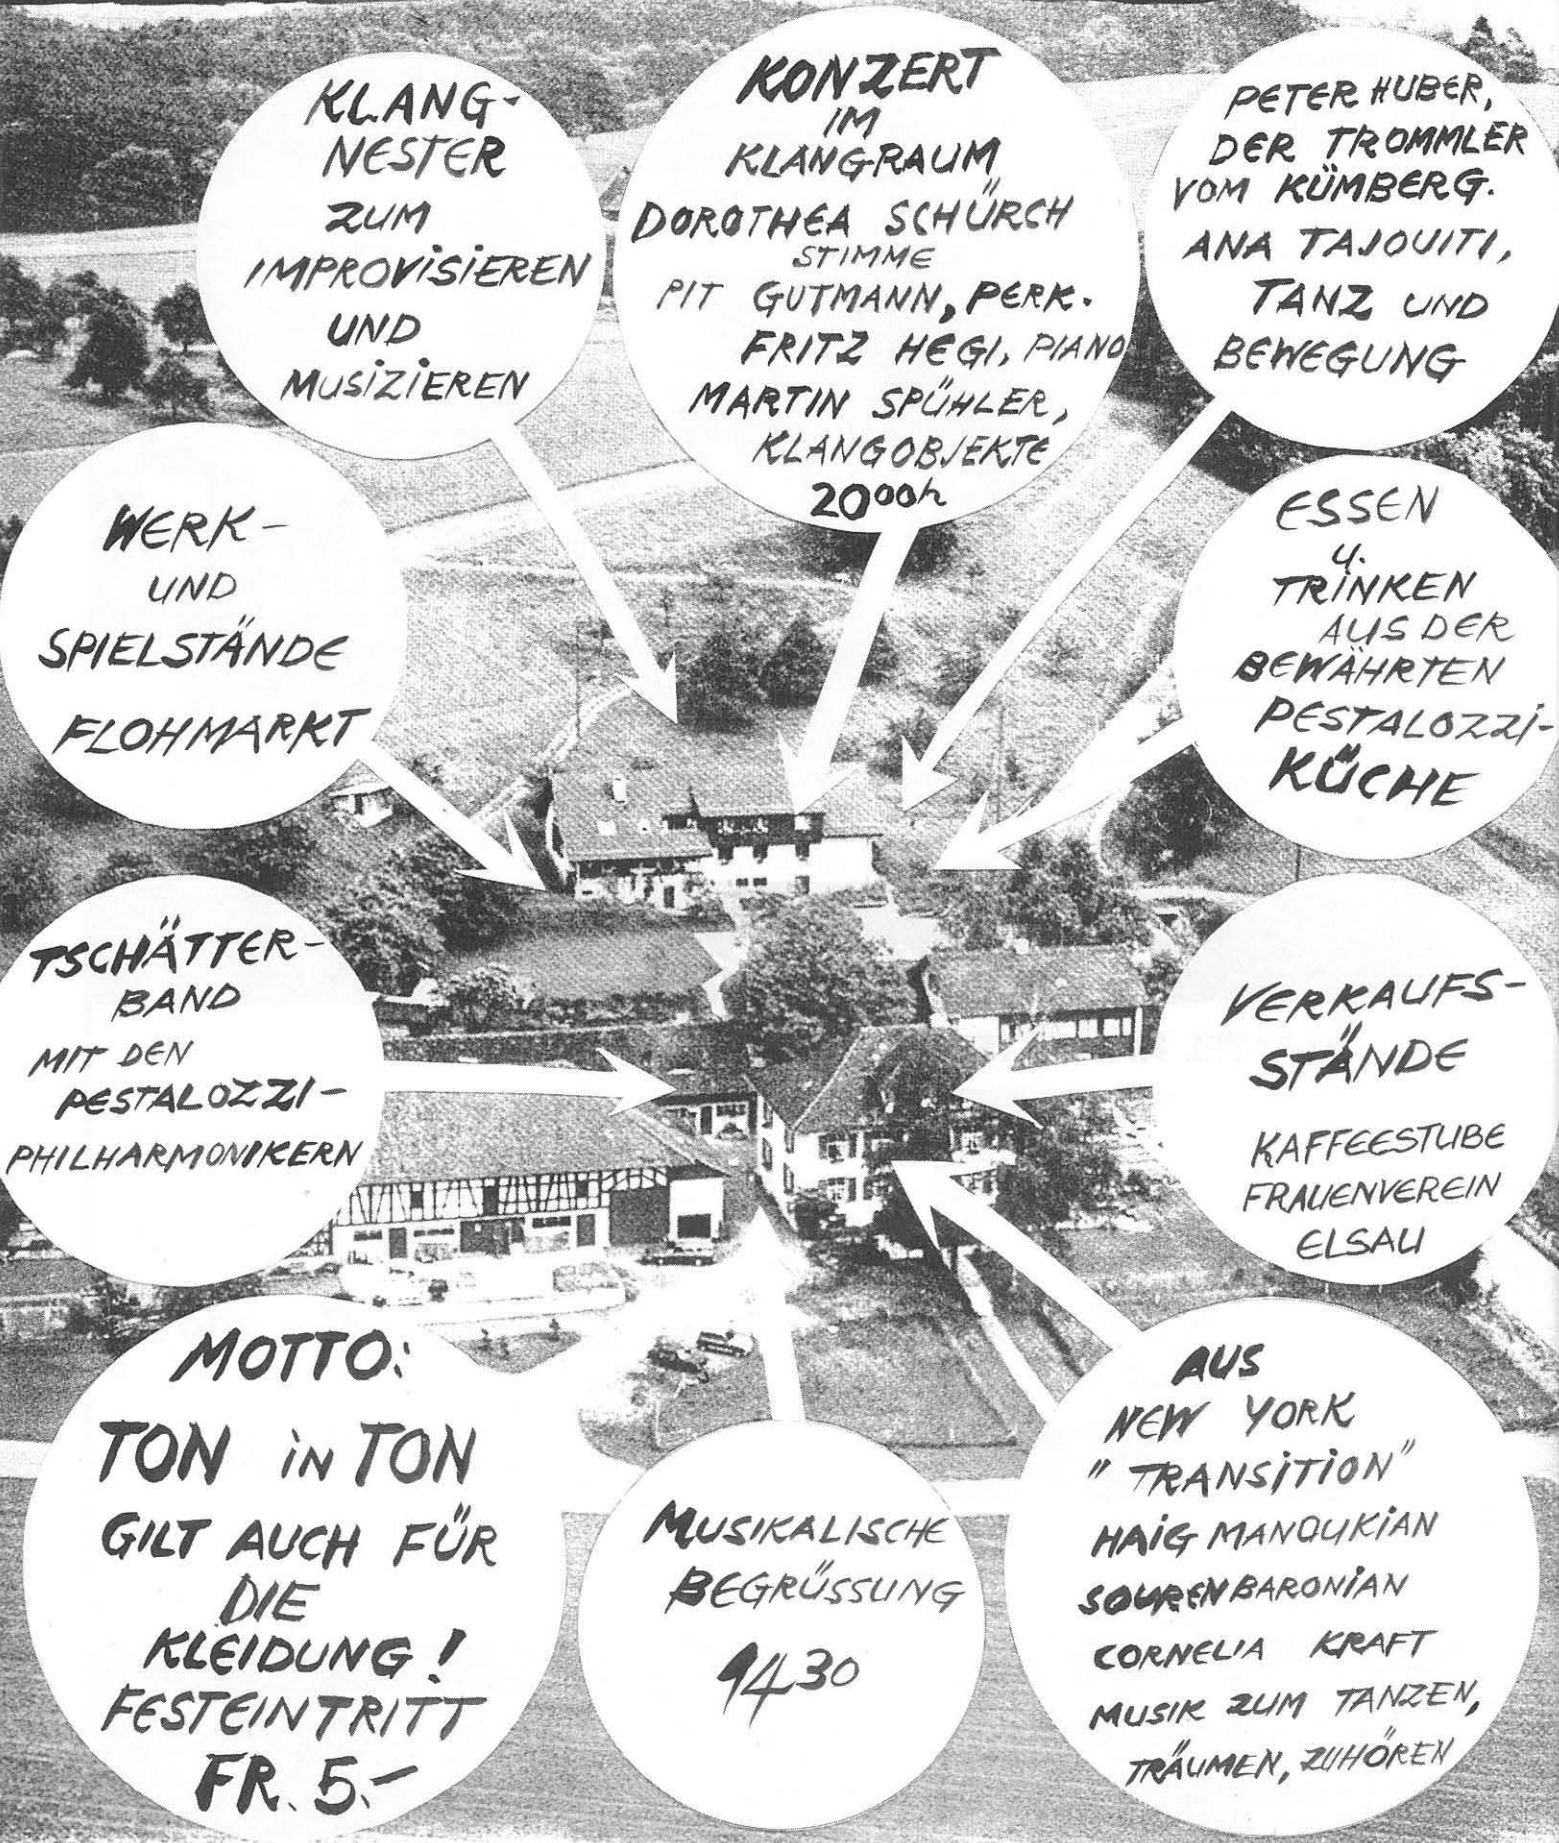 KLANG-
NESTER
ZUM
IMPROVISIEREN
UND
MUSIZIEREN
KONZERT
IM
KLANGRAUM
DOROTHEA SCHÜRCH
STIMME
PIT GUTMANN, PERK.
FRITZ HEGI, PIANO
MARTIN SPÜHLER,
KLANGOBJEKTE
20⁰⁰h
PETER HUBER,
DER TROMMLER
VOM KÜMBERG.
ANA TAJOUITI,
TANZ UND
BEWEGUNG
WERK-
UND
SPIELSTÄNDE
FLOHMARKT
ESSEN
u.
TRINKEN
AUS DER
BEWÄHRTEN
PESTALOZZI-
KÜCHE
TSCHÄTTER-
BAND
MIT DEN
PESTALOZZI-
PHILHARMONIKERN
VERKAUFS-
STÄNDE
KAFFEESTUBE
FRAUENVEREIN
ELSAU
MOTTO:
TON in TON
GILT AUCH FÜR
DIE
KLEIDUNG!
FESTEINTRITT
FR. 5.-
MUSIKALISCHE
BEGRÜSSUNG
1430
AUS
NEW YORK
"TRANSITION"
HAIG MANOUKIAN
SOUREN BARONIAN
CORNELIA KRAFT
MUSIK ZUM TANZEN,
TRÄUMEN, ZUHÖREN